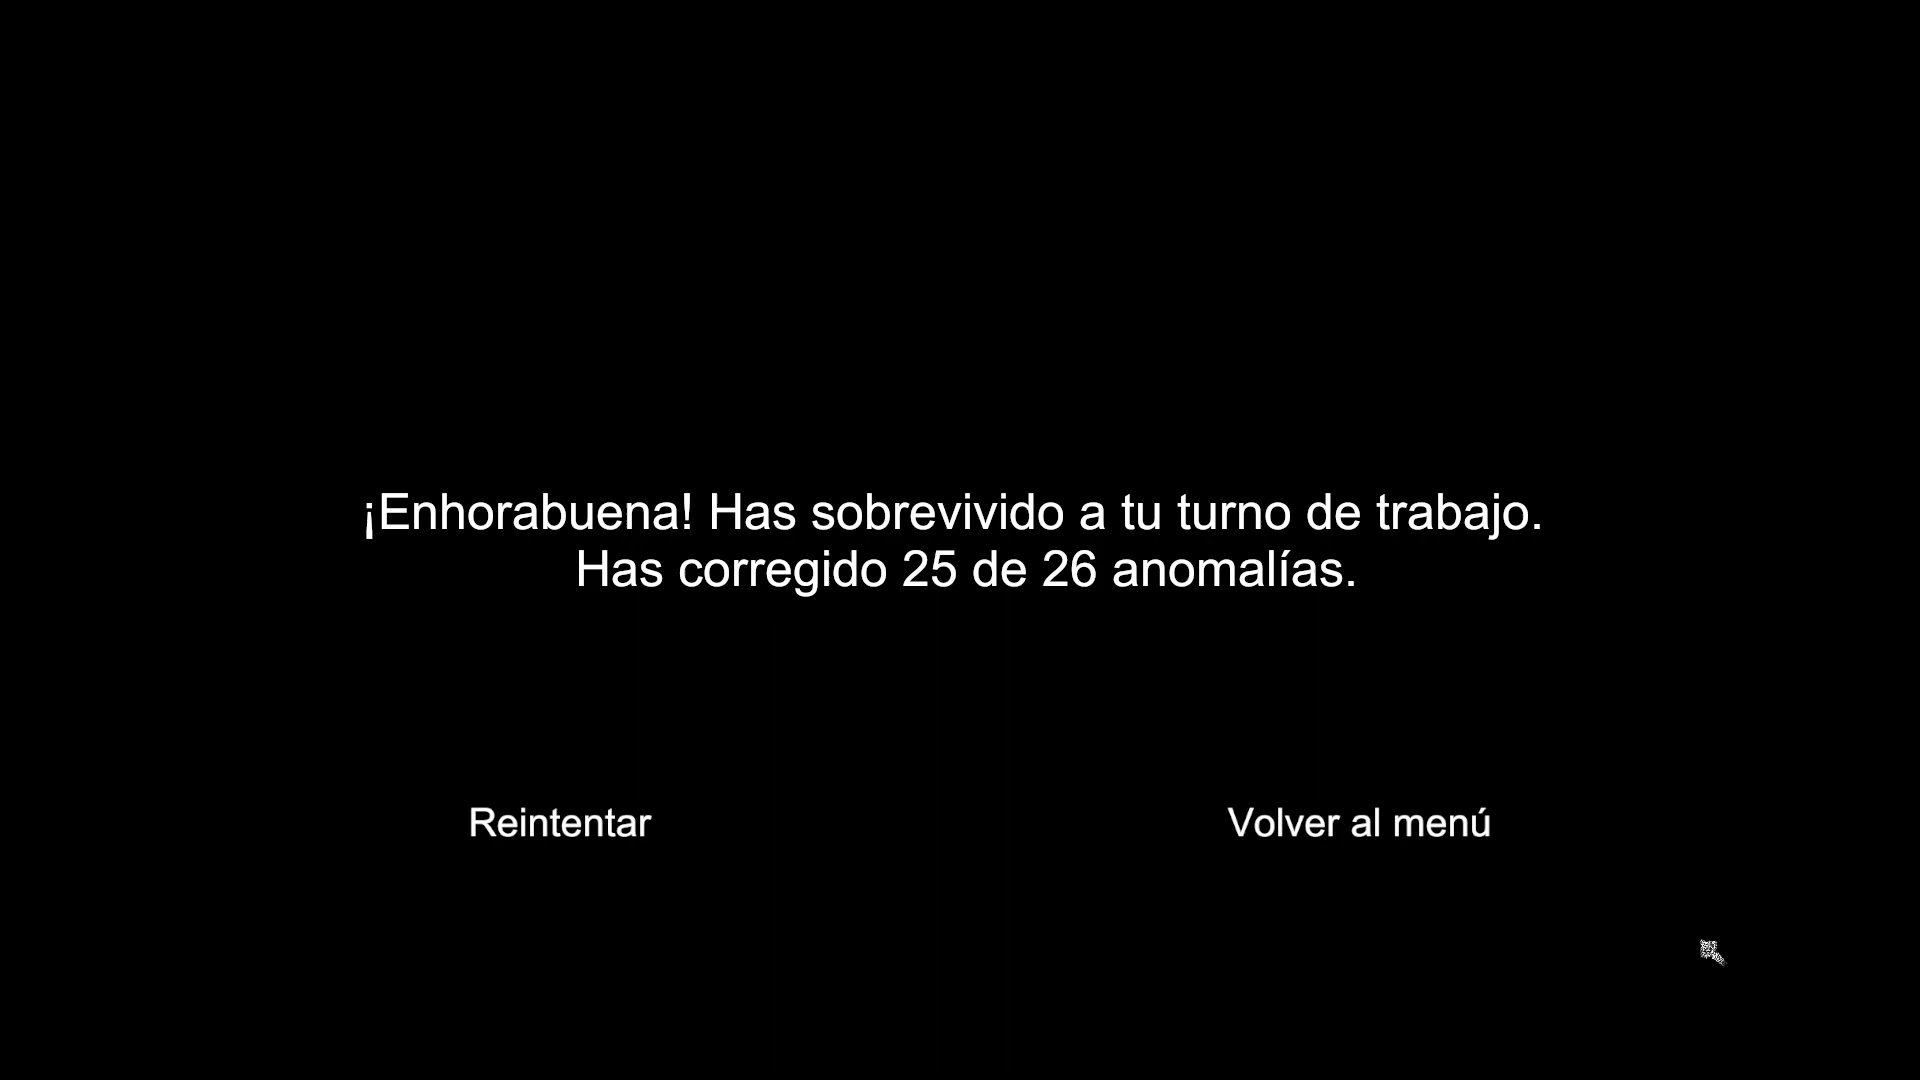 ¡Enhorabuena! Has sobrevivido a tu turno de trabajo.
Has corregido 25 de 26 anomalías.
Reintentar
Volver al menú